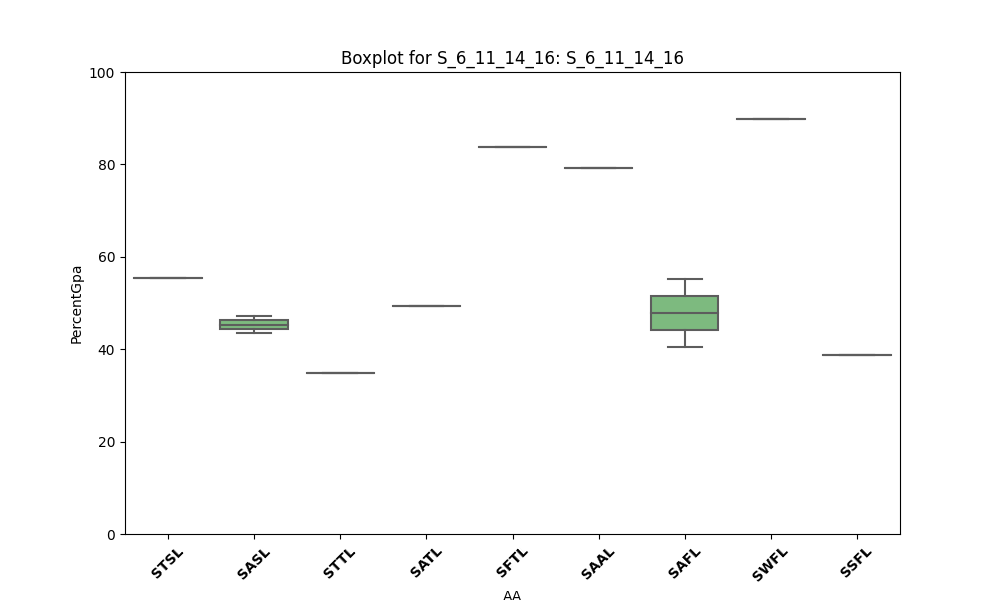 Boxplot for S_6_11_14_16: S_6_11_14_16
100
80
60
40
20
0
PercentGpa
STSL SASL STTL SATL SFTL SAAL SAFL SWFL SSFL
AA